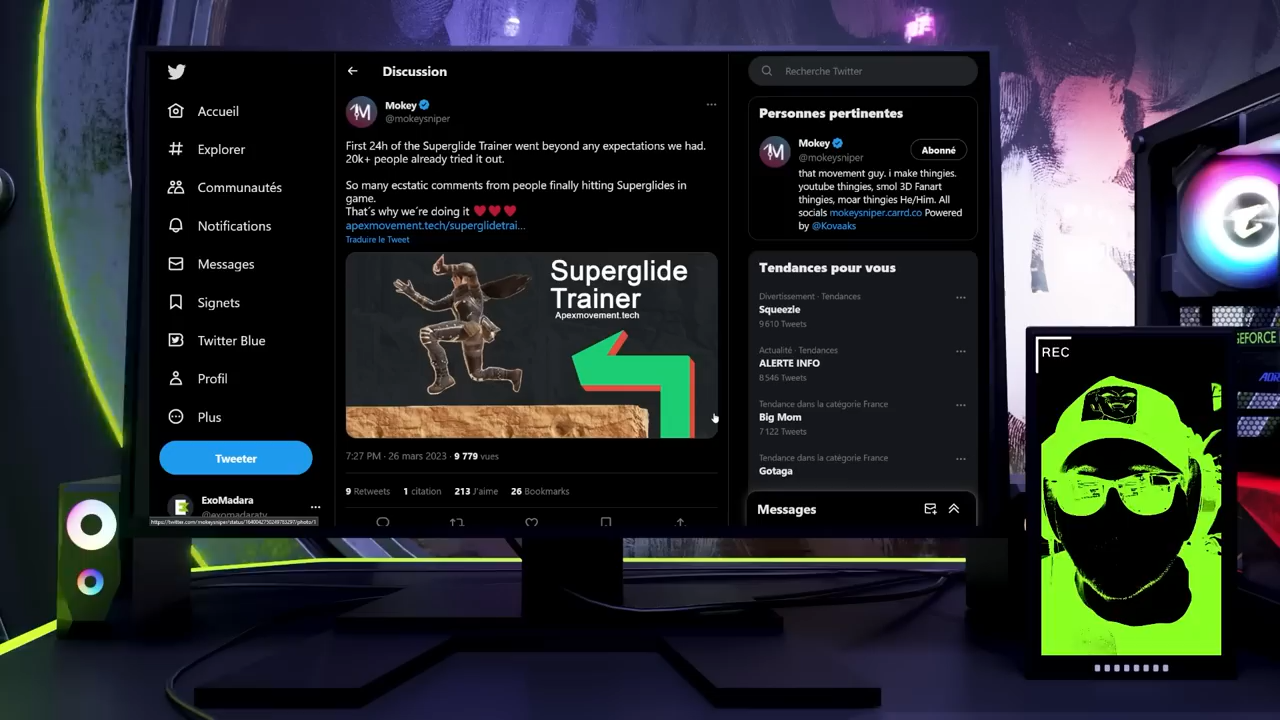 Accueil
Explorer
Communautés
Notifications
Messages
Signets
Twitter Blue
Profil
Plus
Tweeter
ExoMadara
@exomadaratv
Discussion
Mokey
@mokeysniper
First 24h of the Superglide Trainer went beyond any expectations we had.
20k+ people already tried it out.
So many ecstatic comments from people finally hitting Superglides in
game.
That´s why we´re doing it ♥♥♥
apexmovement.tech/superglidetrai...
Traduire le Tweet
Superglide
Trainer
Apexmovement.tech
7:27 PM · 26 mars 2023 · 9 779 vues
9 Retweets 1 citation 213 J'aime 26 Bookmarks
Recherche Twitter
Personnes pertinentes
Mokey
@mokeysniper
Abonné
that movement guy. i make thingies.
youtube thingies, smol 3D Fanart
thingies, moar thingies He/Him. All
socials mokeysniper.carrd.co Powered
by @Kovaaks
Tendances pour vous
Divertissement · Tendances
Squeezie
9 610 Tweets
Actualité · Tendances
ALERTE INFO
8 546 Tweets
Tendance dans la catégorie France
Big Mom
7 122 Tweets
Tendance dans la catégorie France
Gotaga
Messages
REC